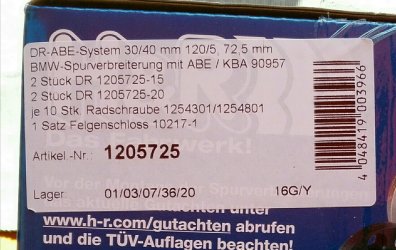 DR-ABE-System 30/40 mm 120/5, 72,5 mm
BMW-Spurverbreiterung mit ABE / KBA 90957
2 Stück DR 1205725-15
2 Stück DR 1205725-20
je 10 Stk. Radschraube 1254301/1254801
1 Satz Felgenschloss 10217-1
Artikel-Nr.: 1205725
Lager: 01/03/07/36/20 16G/Y
4 048419 003966
www.h-r.com/gutachten abrufen
und die TÜV-Auflagen beachten!